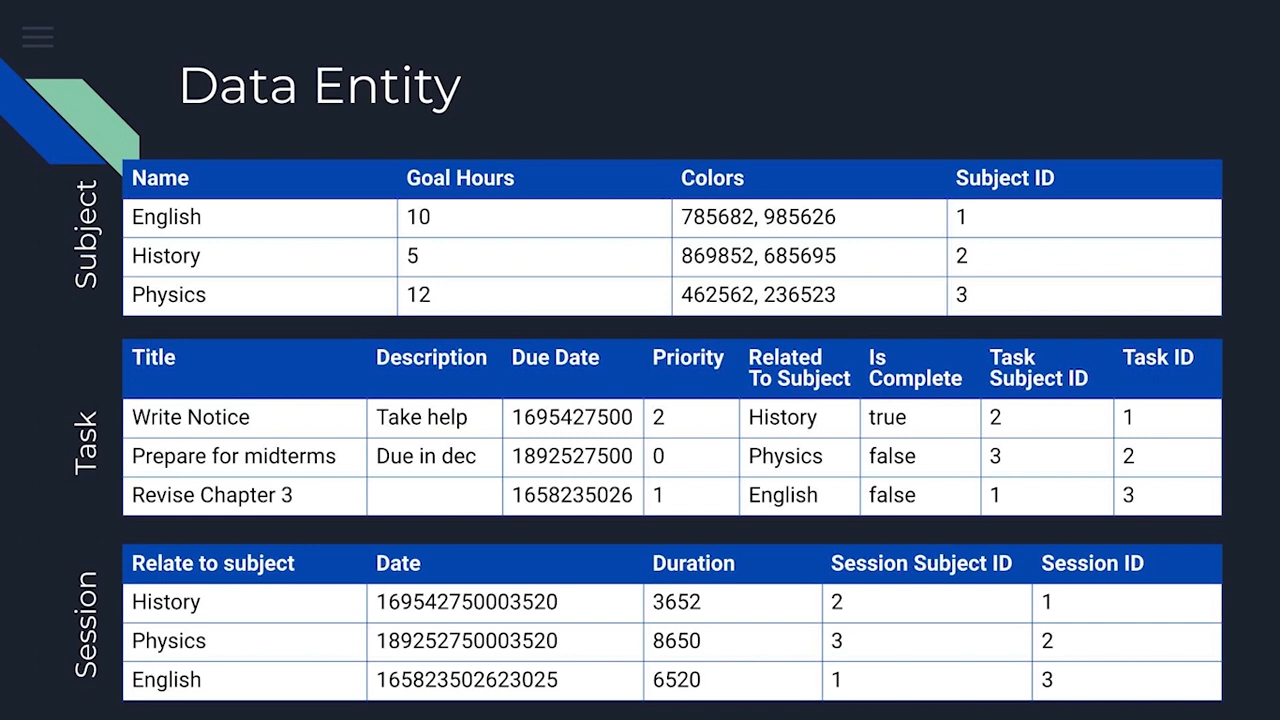 Data Entity
Subject
Name Goal Hours Colors Subject ID
English 10 785682, 985626 1
History 5 869852, 685695 2
Physics 12 462562, 236523 3
Task
Title Description Due Date Priority Related To Subject Is Complete Task Subject ID Task ID
Write Notice Take help 1695427500 2 History true 2 1
Prepare for midterms Due in dec 1892527500 0 Physics false 3 2
Revise Chapter 3 1658235026 1 English false 1 3
Session
Relate to subject Date Duration Session Subject ID Session ID
History 169542750003520 3652 2 1
Physics 189252750003520 8650 3 2
English 165823502623025 6520 1 3